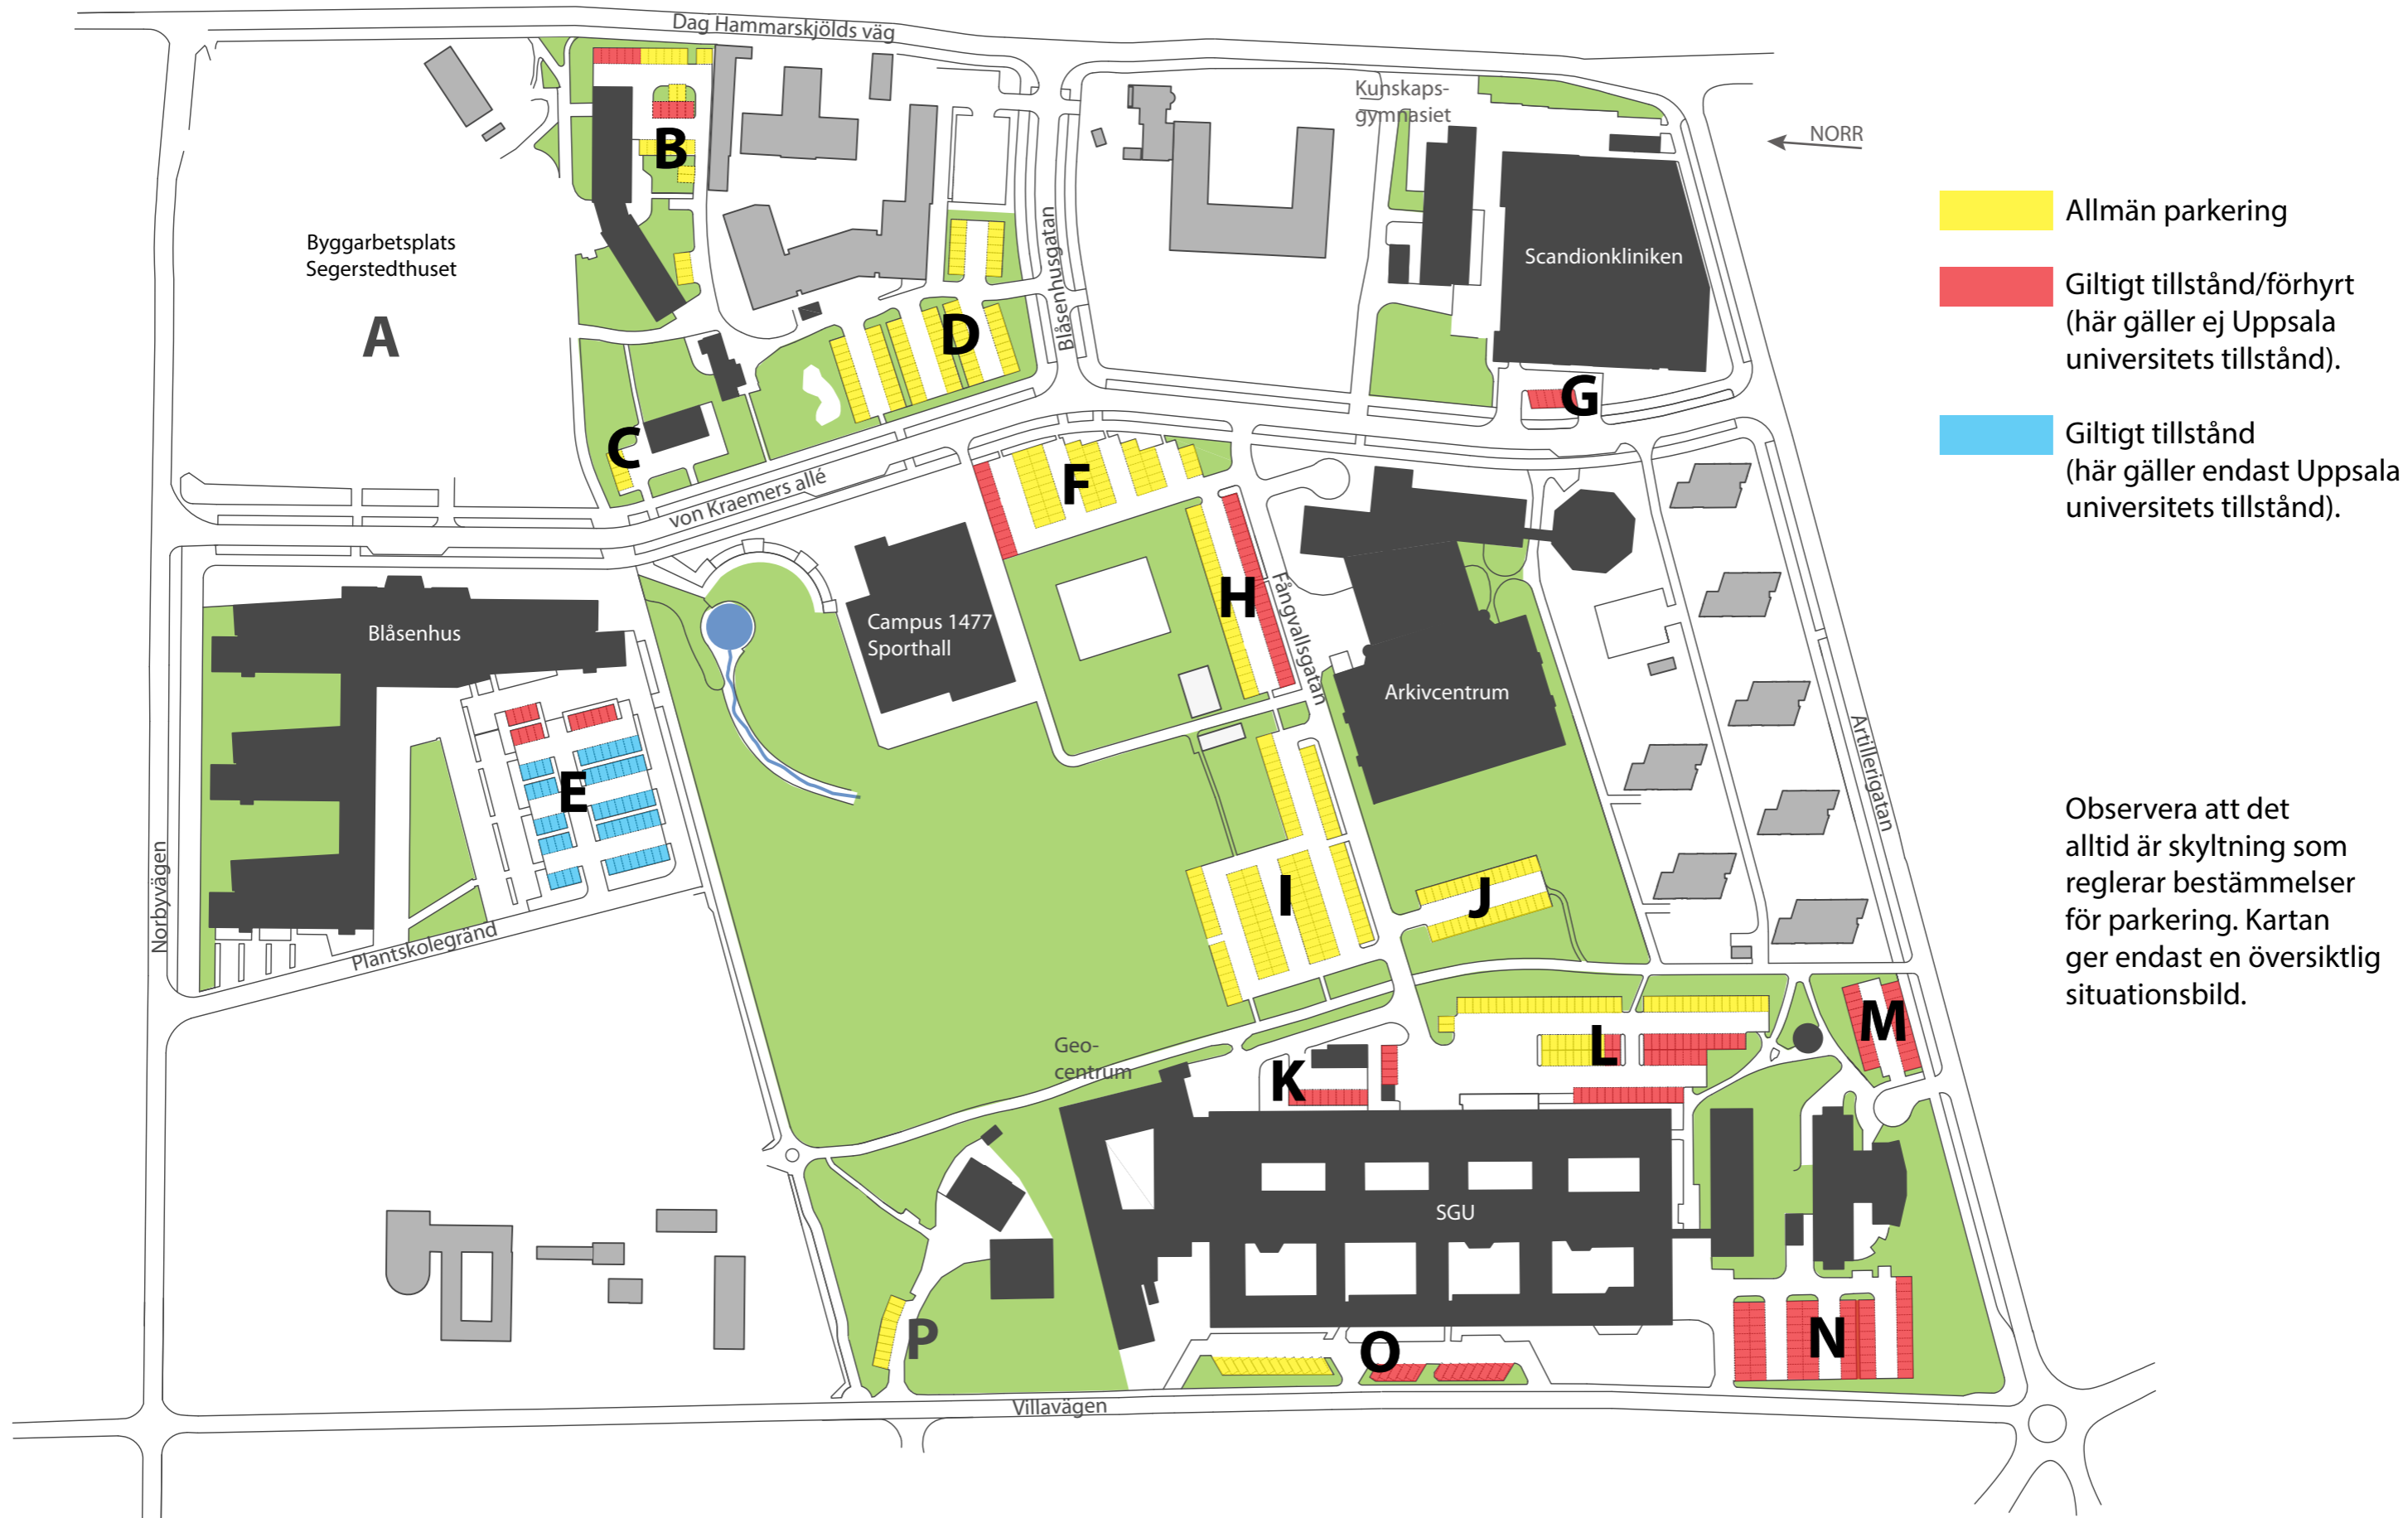 Dag Hammarskjölds väg
Kunskaps-
gymnasiet
NORR
B
Byggarbetsplats
Segerstedthuset
A
Blåsenhusgatan
Scandionkliniken
D
G
C
von Kraemers allé
F
H
Fångvallsgatan
Blåsenhus
Campus 1477
Sporthall
Arkivcentrum
Artillerigatan
E
Norbyvägen
Plantskolegränd
I
J
Geo-
centrum
K
L
M
SGU
P
O
N
Villavägen
Allmän parkering
Giltigt tillstånd/förhyrt
(här gäller ej Uppsala
universitets tillstånd).
Giltigt tillstånd
(här gäller endast Uppsala
universitets tillstånd).
Observera att det
alltid är skyltning som
reglerar bestämmelser
för parkering. Kartan
ger endast en översiktlig
situationsbild.